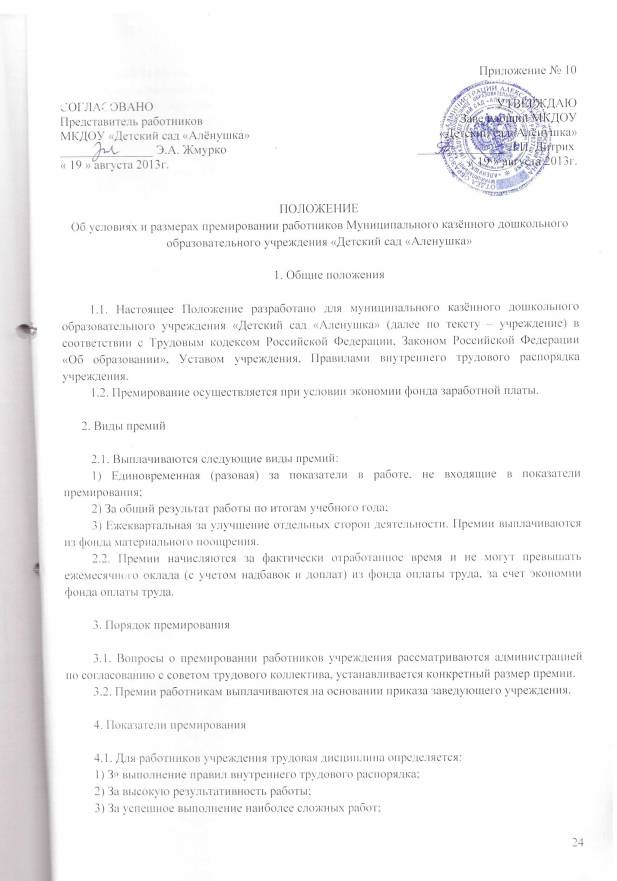 Приложение № 10
СОГЛАСОВАНО
Представитель работников
МКДОУ «Детский сад «Алёнушка»
Э.А. Жмурко
« 19 » августа 2013г.
УТВЕРЖДАЮ
Заведующий МКДОУ
«Детский сад «Алёнушка»
Дитрих
« 19 » августа 2013г.
ПОЛОЖЕНИЕ
Об условиях и размерах премирования работников Муниципального казённого дошкольного
образовательного учреждения «Детский сад «Аленушка»
1. Общие положения
1.1. Настоящее Положение разработано для муниципального казённого дошкольного
образовательного учреждения «Детский сад «Аленушка» (далее по тексту – учреждение) в
соответствии с Трудовым кодексом Российской Федерации, Законом Российской Федерации
«Об образовании», Уставом учреждения, Правилами внутреннего трудового распорядка
учреждения.
1.2. Премирование осуществляется при условии экономии фонда заработной платы.
2. Виды премий
2.1. Выплачиваются следующие виды премий:
1) Единовременная (разовая) за показатели в работе, не входящие в показатели
премирования;
2) За общий результат работы по итогам учебного года;
3) Ежеквартальная за улучшение отдельных сторон деятельности. Премии выплачиваются
из фонда материального поощрения.
2.2. Премии начисляются за фактически отработанное время и не могут превышать
ежемесячного оклада (с учетом надбавок и доплат) из фонда оплаты труда, за счет экономии
фонда оплаты труда.
3. Порядок премирования
3.1. Вопросы о премировании работников учреждения рассматриваются администрацией
по согласованию с советом трудового коллектива, устанавливается конкретный размер премии.
3.2. Премии работникам выплачиваются на основании приказа заведующего учреждения.
4. Показатели премирования
4.1. Для работников учреждения трудовая дисциплина определяется:
1) За выполнение правил внутреннего трудового распорядка;
2) За высокую результативность работы;
3) За успешное выполнение наиболее сложных работ;
24